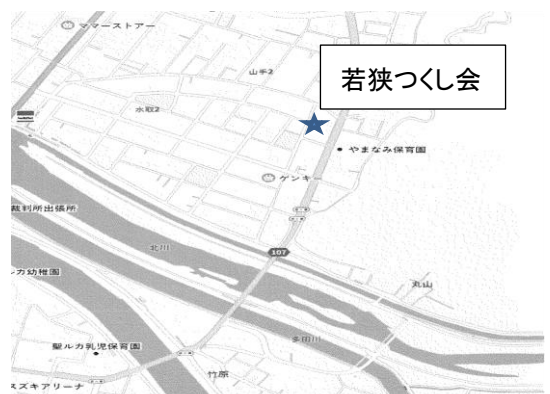 ママーストアー
若狭つくし会
山手2
水取2
やまなみ保育園
ゲンキー
裁判所出張所
北川
107
丸山
ルカ幼稚園
多田川
聖ルカ乳児保育園
竹原
スズキアリーナ